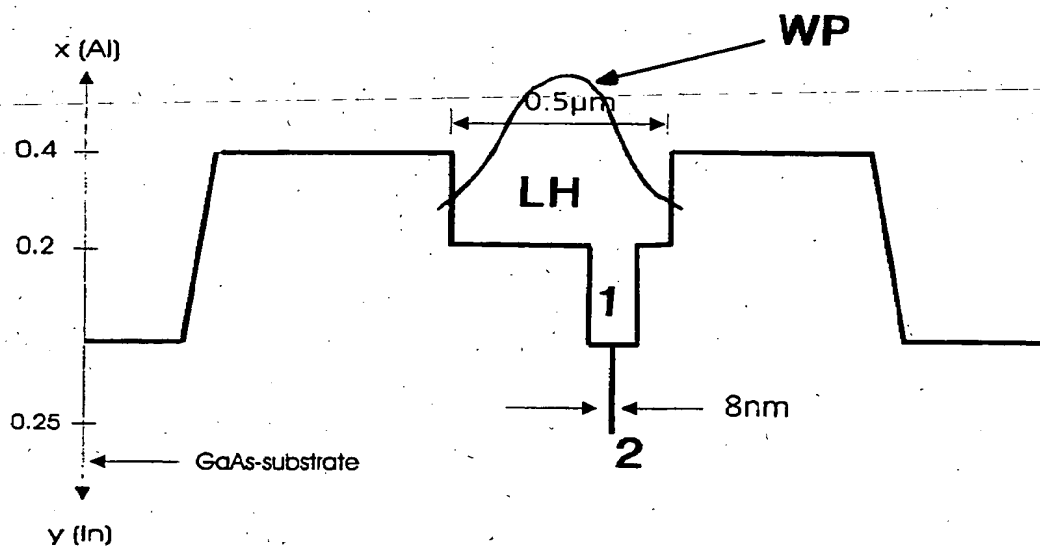 WP
x (Al)
0.5µm
0.4
LH
0.2
1
8nm
0.25
2
GaAs-substrate
y (In)